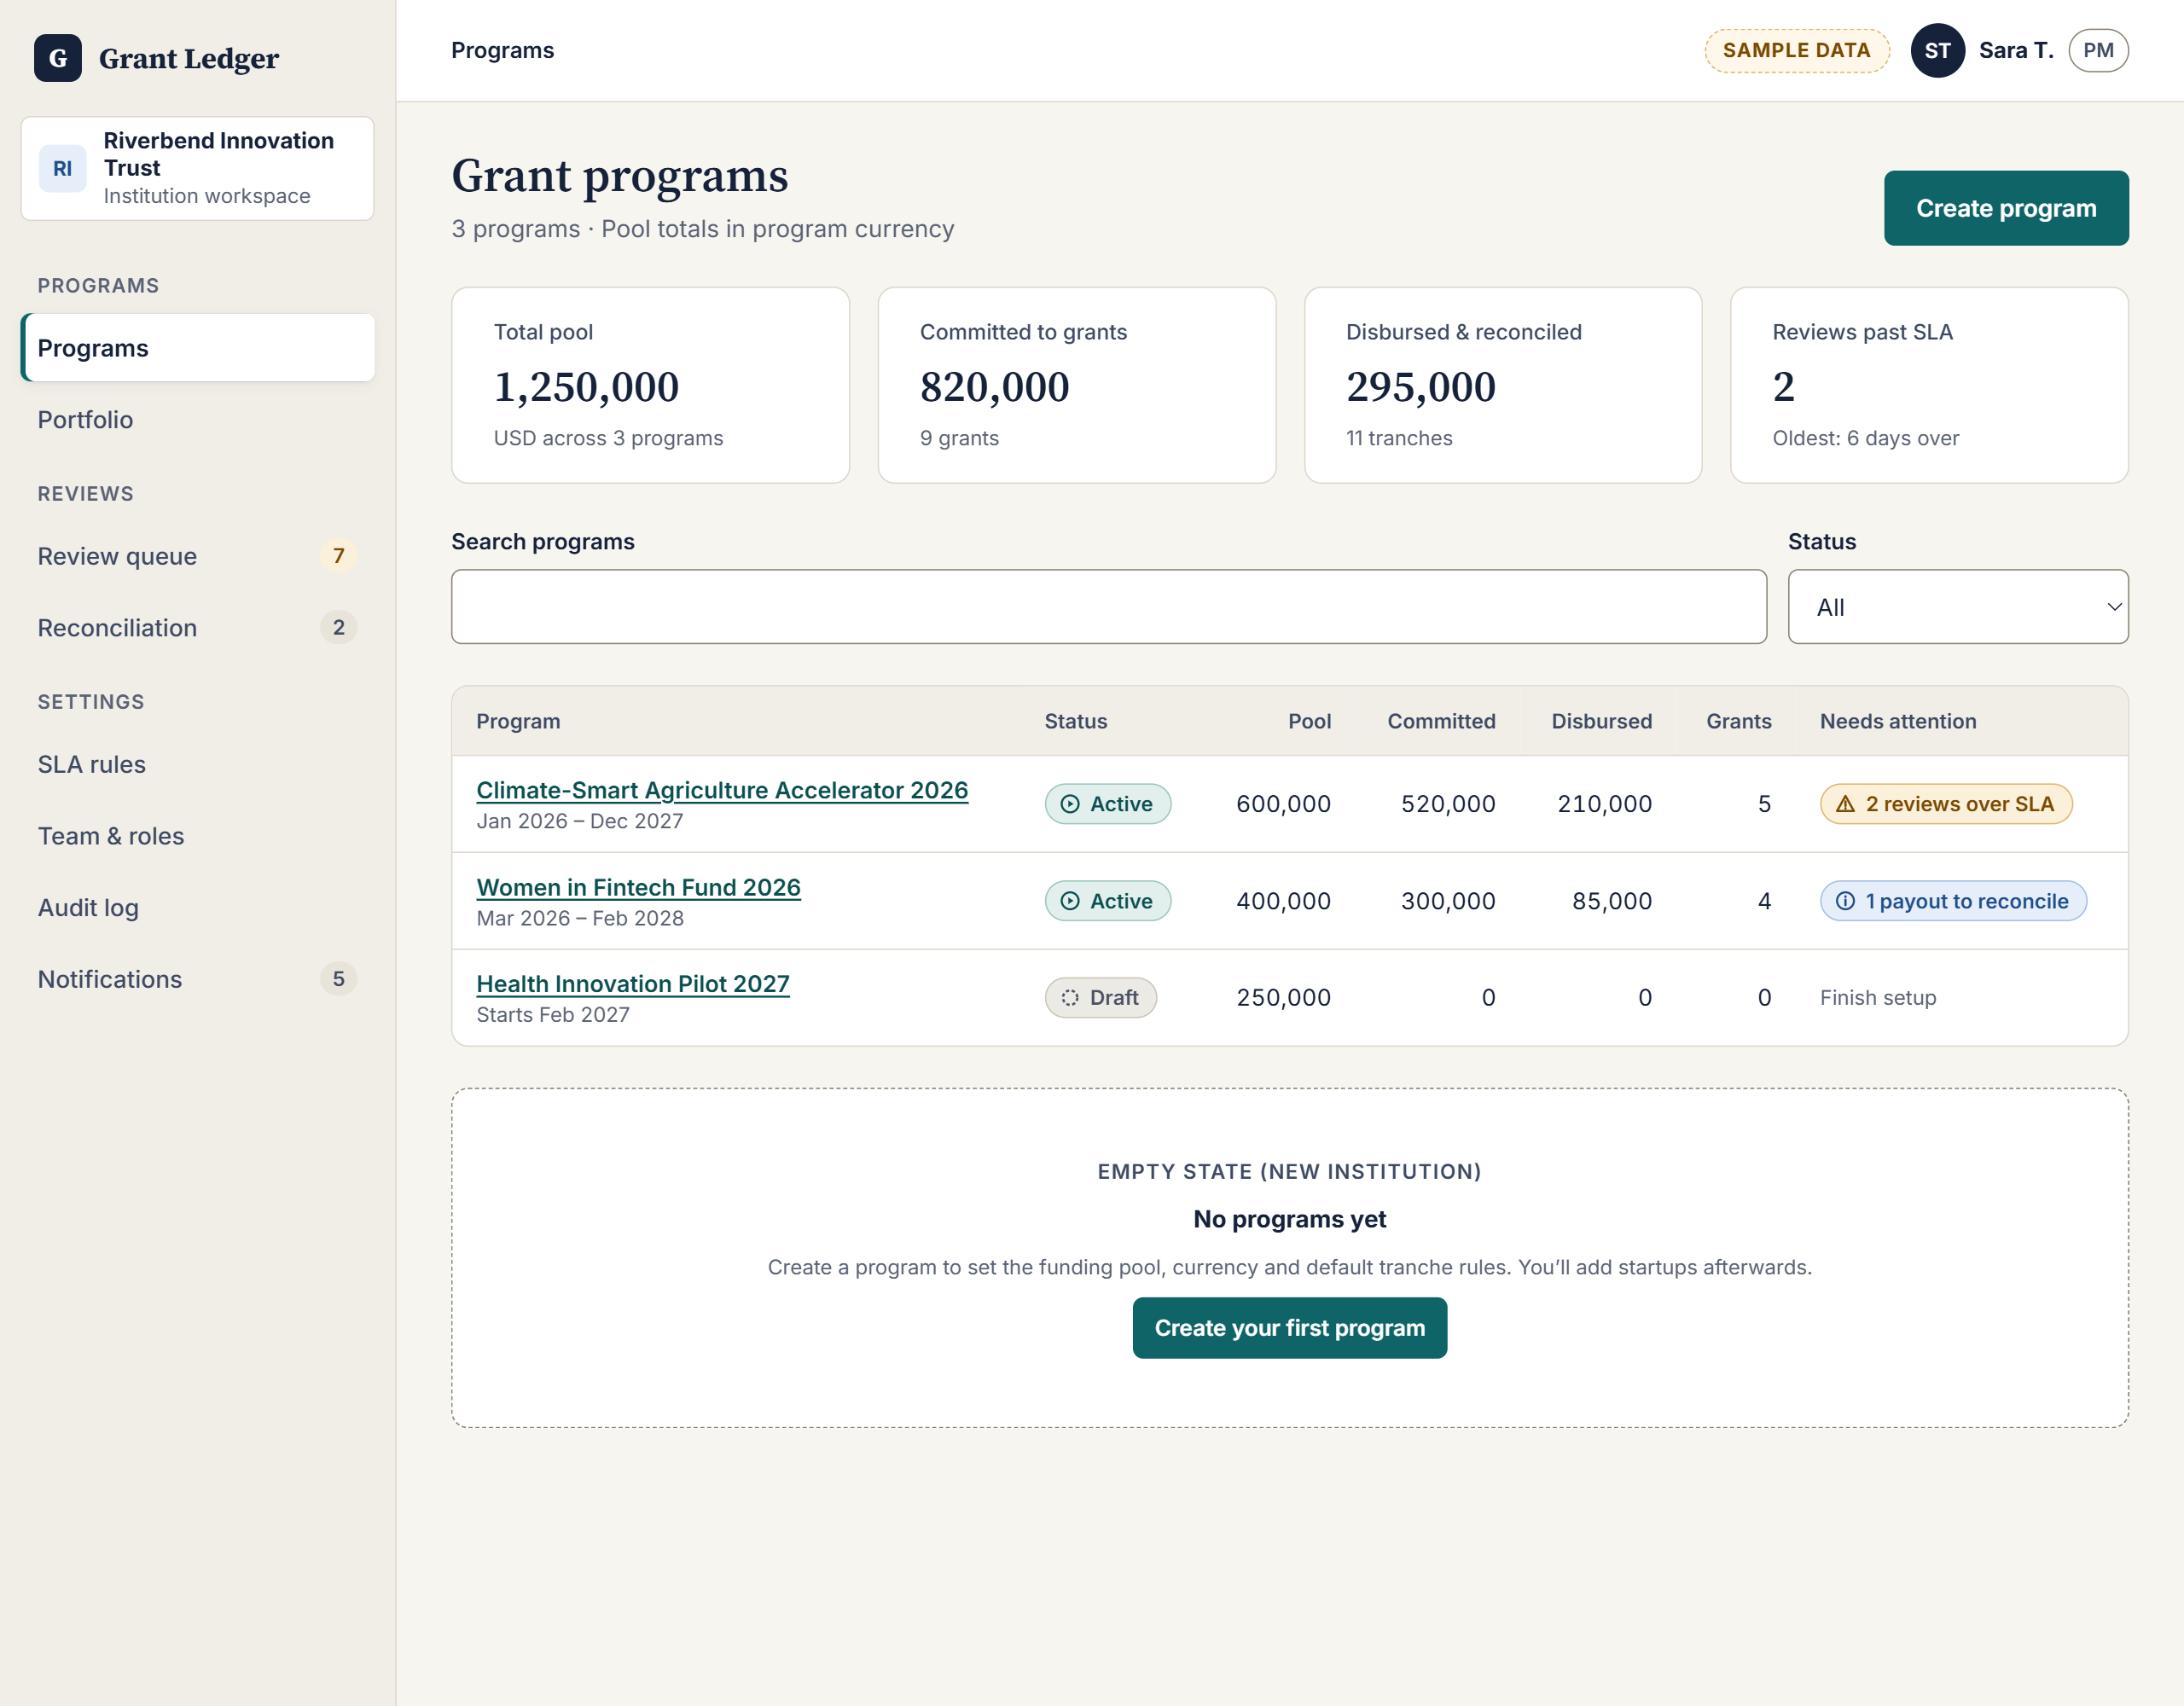 G Grant Ledger
RI
Riverbend Innovation
Trust
Institution workspace
PROGRAMS
Programs
Portfolio
REVIEWS
Review queue 7
Reconciliation 2
SETTINGS
SLA rules
Team & roles
Audit log
Notifications 5
Programs
SAMPLE DATA ST Sara T. PM
Grant programs
3 programs · Pool totals in program currency
Create program
Total pool
1,250,000
USD across 3 programs
Committed to grants
820,000
9 grants
Disbursed & reconciled
295,000
11 tranches
Reviews past SLA
2
Oldest: 6 days over
Search programs
Status
All
Program Status Pool Committed Disbursed Grants Needs attention
Climate-Smart Agriculture Accelerator 2026
Jan 2026 – Dec 2027
Active 600,000 520,000 210,000 5 2 reviews over SLA
Women in Fintech Fund 2026
Mar 2026 – Feb 2028
Active 400,000 300,000 85,000 4 1 payout to reconcile
Health Innovation Pilot 2027
Starts Feb 2027
Draft 250,000 0 0 0 Finish setup
EMPTY STATE (NEW INSTITUTION)
No programs yet
Create a program to set the funding pool, currency and default tranche rules. You’ll add startups afterwards.
Create your first program